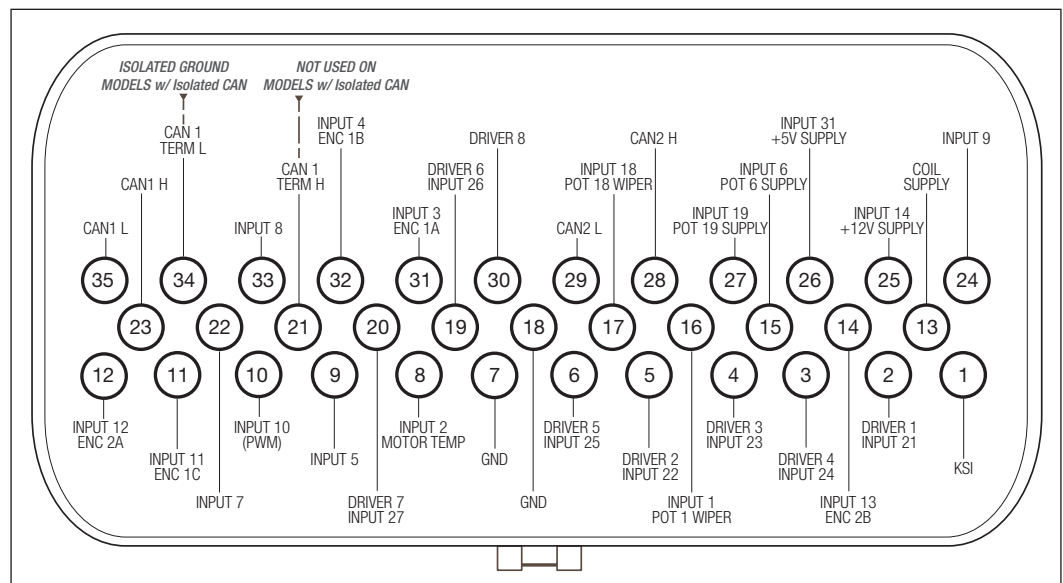 ISOLATED GROUND
MODELS w/ Isolated CAN
NOT USED ON
MODELS w/ Isolated CAN
CAN 1
TERM L
CAN1 H
CAN1 L
INPUT 8
CAN 1
TERM H
INPUT 4
ENC 1B
INPUT 3
ENC 1A
DRIVER 6
INPUT 26
DRIVER 8
CAN2 L
INPUT 18
POT 18 WIPER
CAN2 H
INPUT 19
POT 19 SUPPLY
INPUT 6
POT 6 SUPPLY
INPUT 31
+5V SUPPLY
INPUT 14
+12V SUPPLY
COIL
SUPPLY
INPUT 9
35 34 33 32 31 30 29 28 27 26 25 24
23 22 21 20 19 18 17 16 15 14 13
12 11 10 9 8 7 6 5 4 3 2 1
INPUT 12
ENC 2A
INPUT 11
ENC 1C
INPUT 7
INPUT 10
(PWM)
INPUT 5
DRIVER 7
INPUT 27
INPUT 2
MOTOR TEMP
GND
GND
DRIVER 5
INPUT 25
DRIVER 2
INPUT 22
INPUT 1
POT 1 WIPER
DRIVER 3
INPUT 23
DRIVER 4
INPUT 24
INPUT 13
ENC 2B
DRIVER 1
INPUT 21
KSI